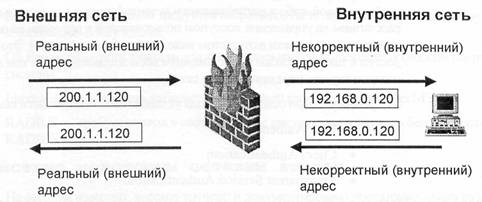 Внешняя сеть
Внутренняя сеть
Реальный (внешний)
адрес
Некорректный (внутренний)
адрес
200.1.1.120
192.168.0.120
200.1.1.120
192.168.0.120
Реальный (внешний)
адрес
Некорректный (внутренний)
адрес